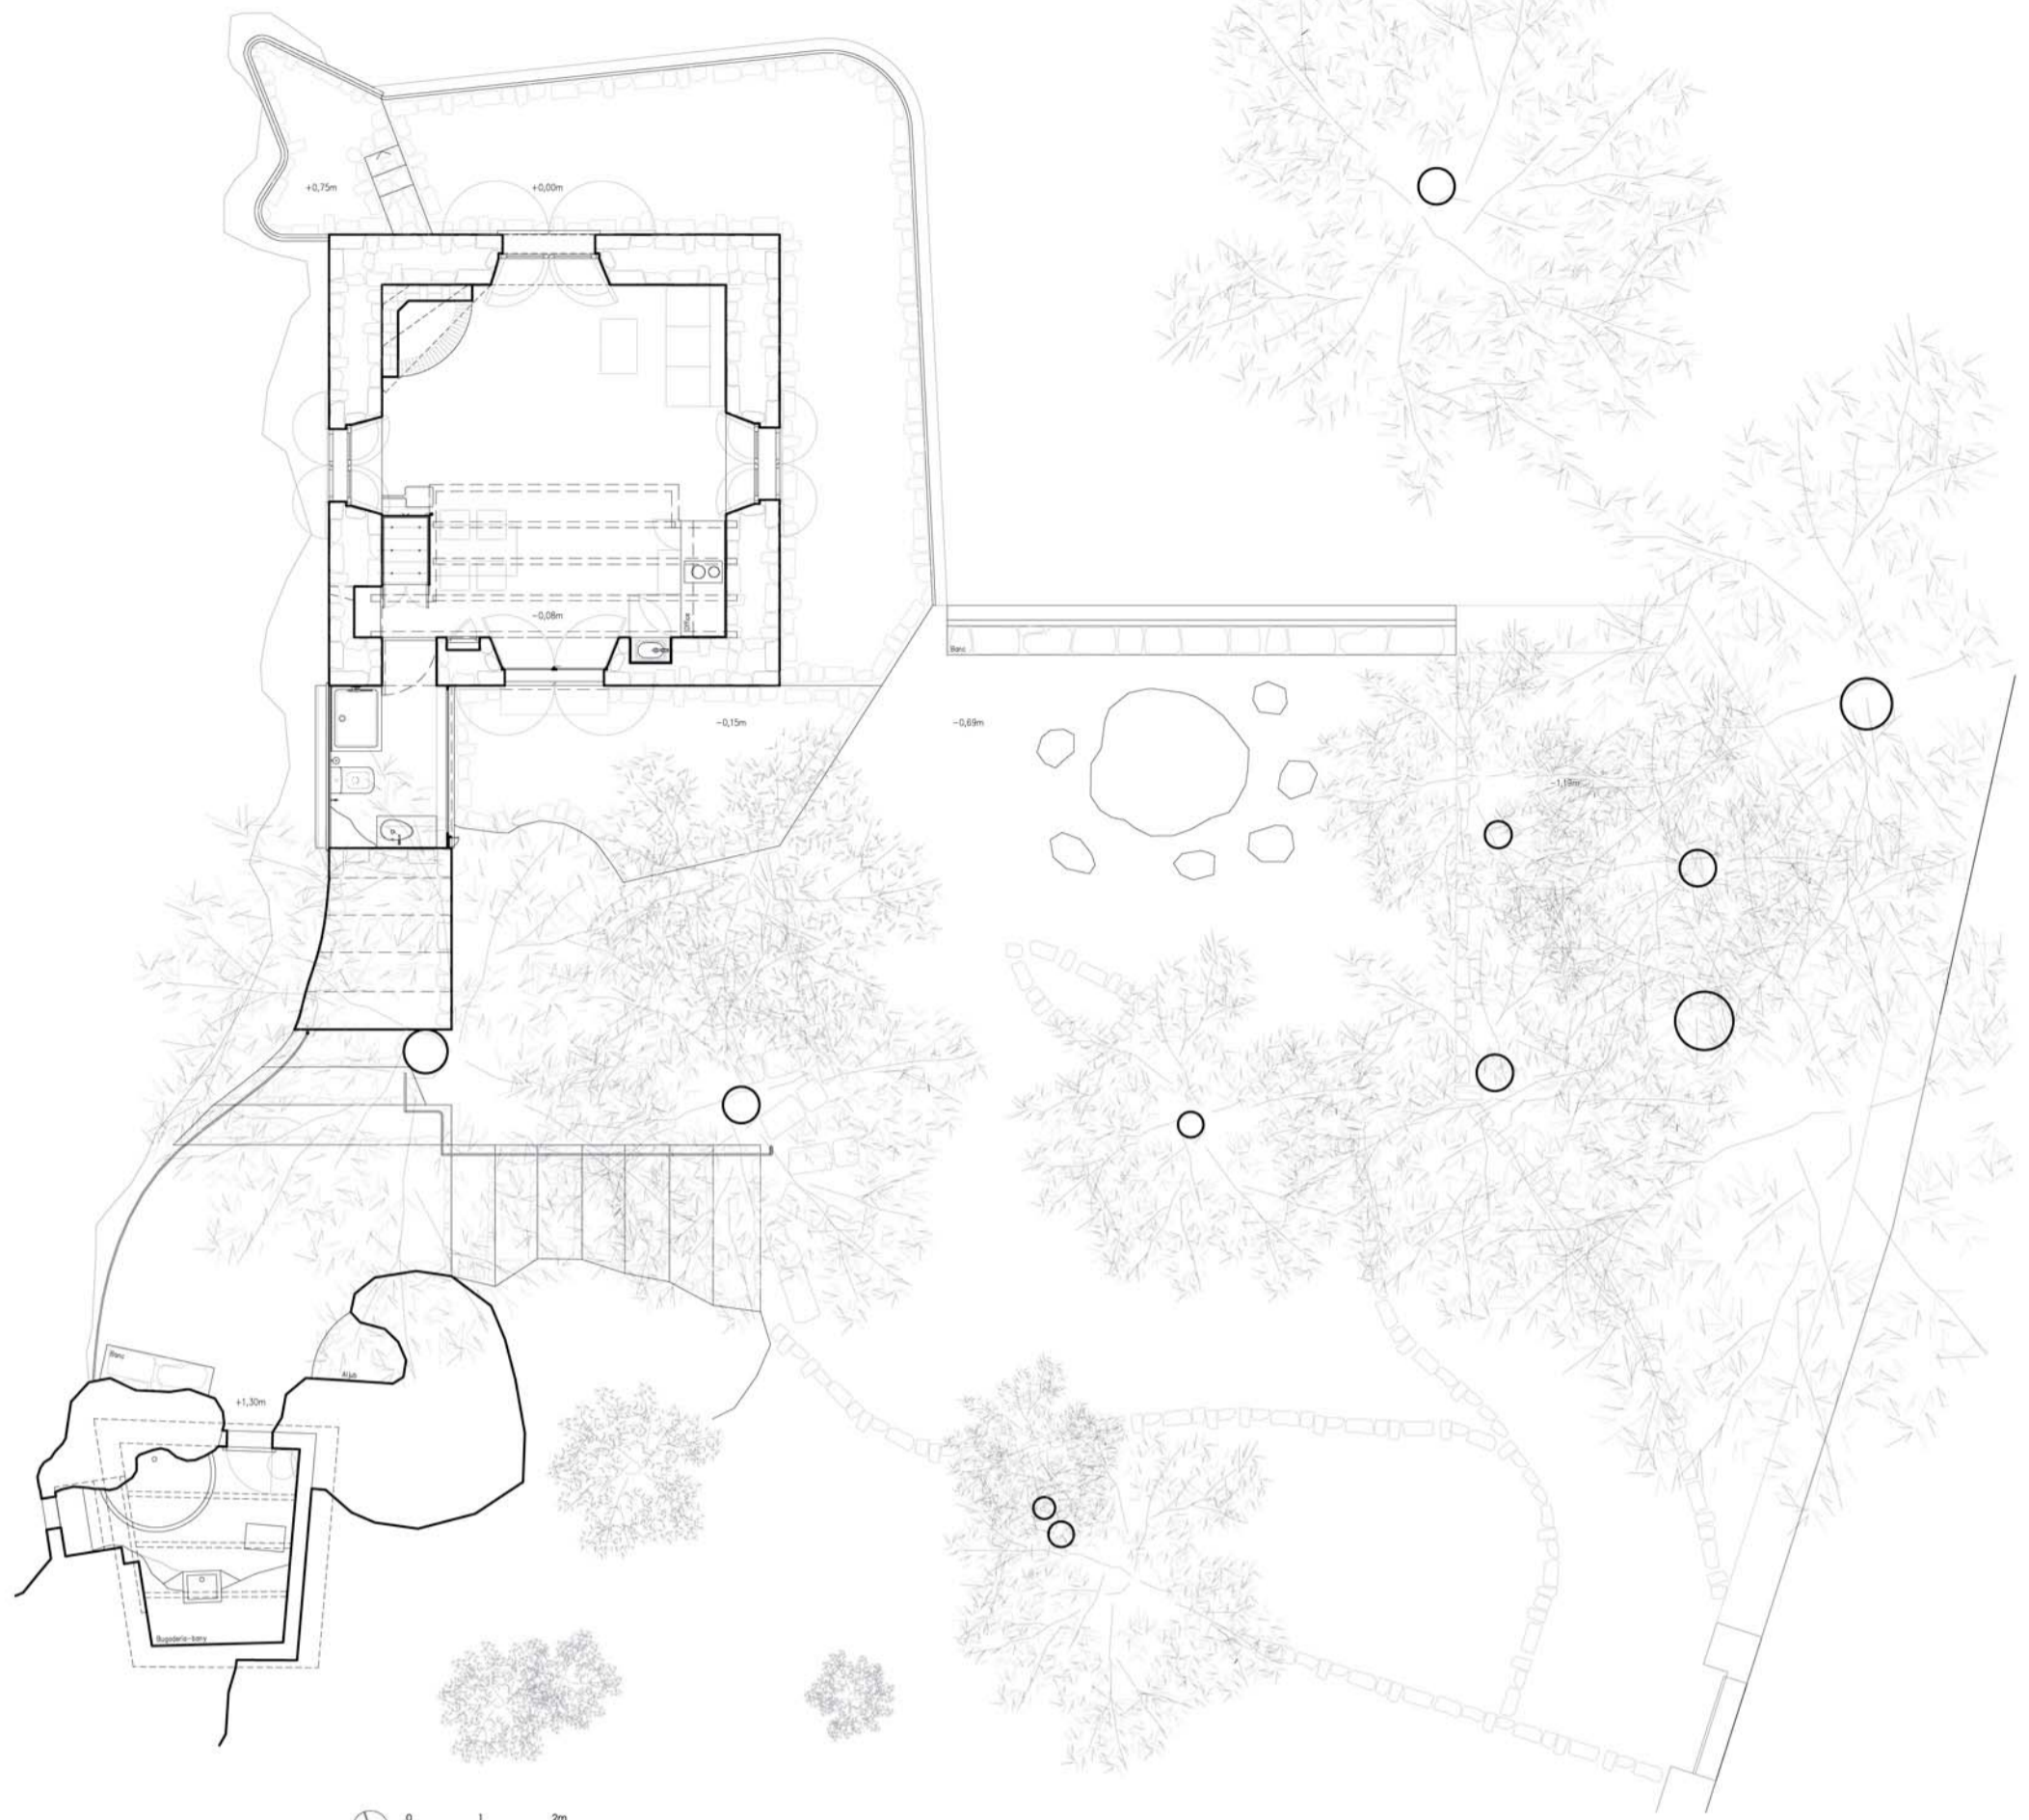 +0,75m
+0,00m
-0,08m
Office
Banc
-0,15m
-0,69m
-1,19m
Banc
Aljub
+1,30m
Bugaderia-bany
0 1 2m